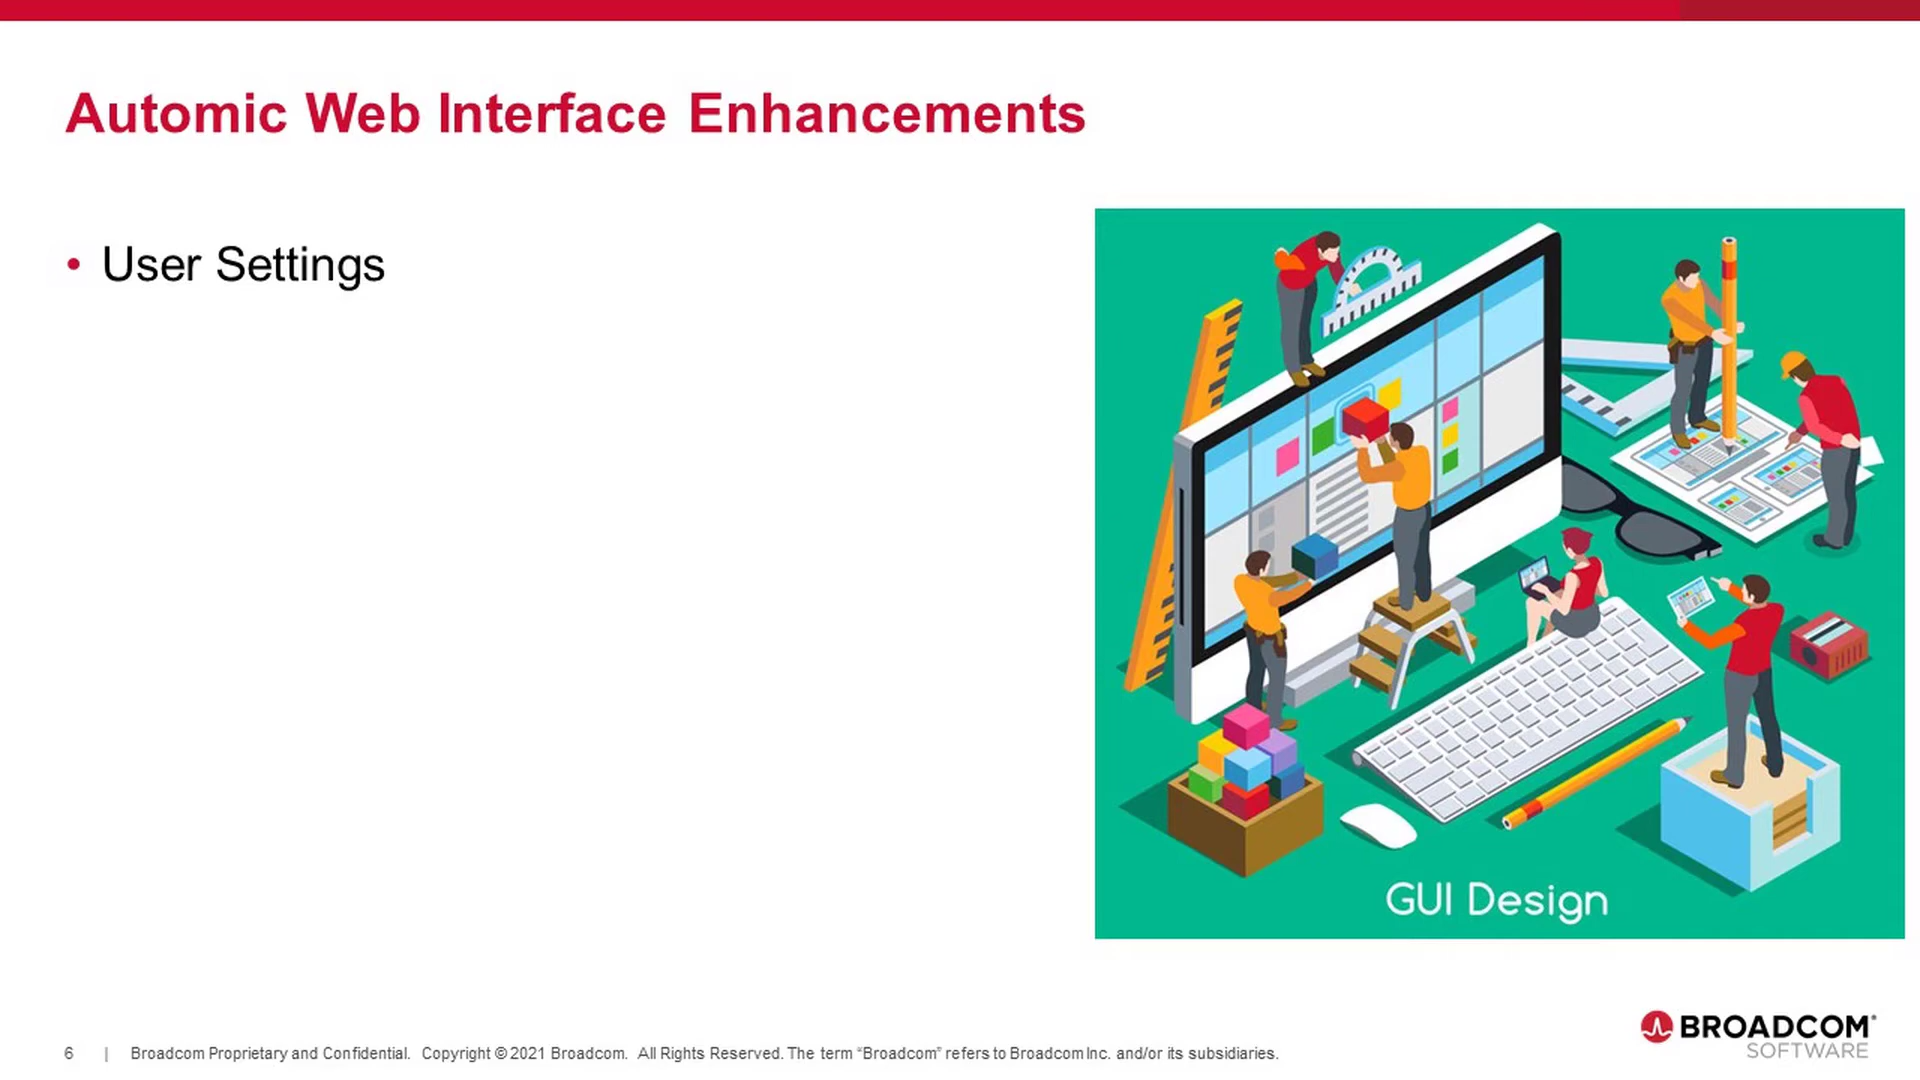 Automic Web Interface Enhancements
• User Settings
GUI Design
6 | Broadcom Proprietary and Confidential. Copyright © 2021 Broadcom. All Rights Reserved. The term “Broadcom” refers to Broadcom Inc. and/or its subsidiaries.
BROADCOM®
SOFTWARE